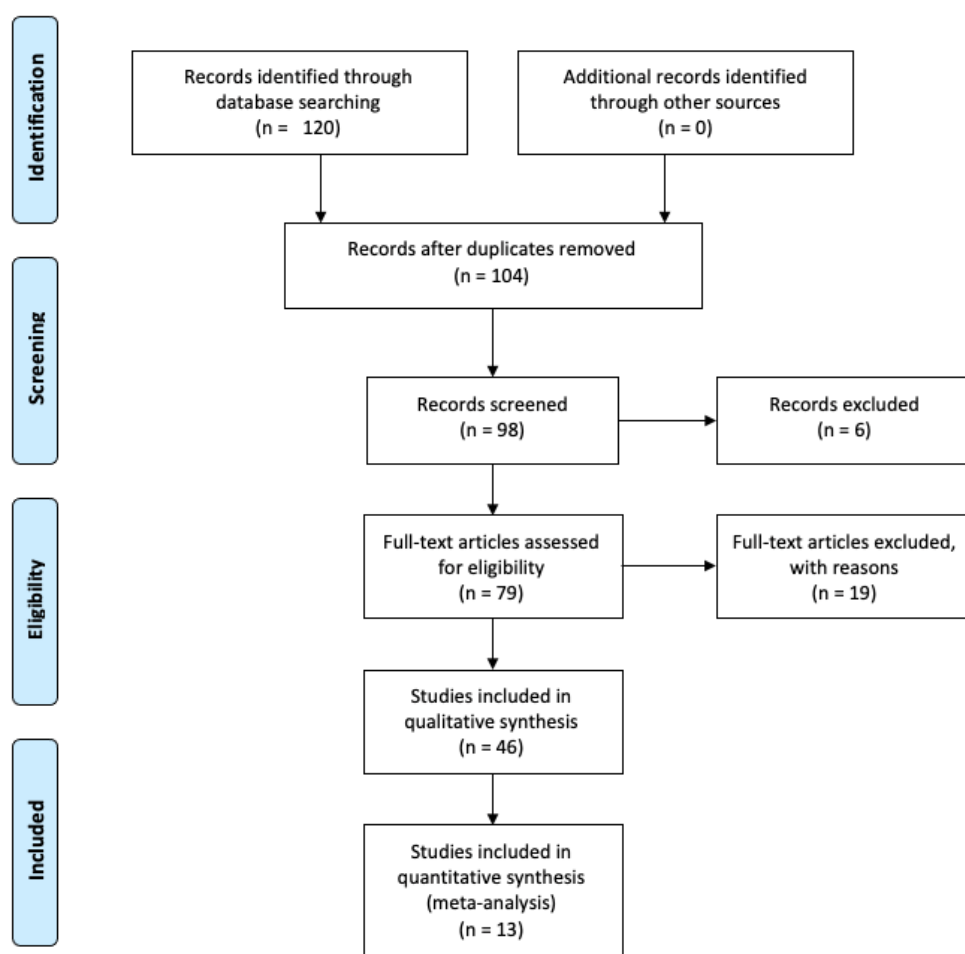 Identification
Records identified through
database searching
(n = 120)
Additional records identified
through other sources
(n = 0)
Records after duplicates removed
(n = 104)
Screening
Records screened
(n = 98)
Records excluded
(n = 6)
Eligibility
Full-text articles assessed
for eligibility
(n = 79)
Full-text articles excluded,
with reasons
(n = 19)
Studies included in
qualitative synthesis
(n = 46)
Included
Studies included in
quantitative synthesis
(meta-analysis)
(n = 13)